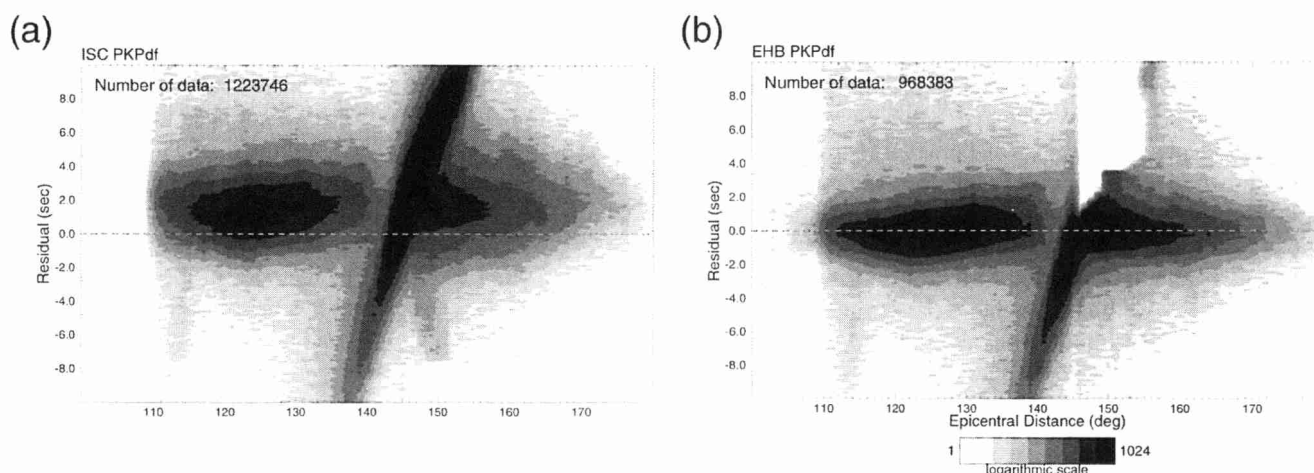 (a)
ISC PKPdf
Number of data: 1223746
8.0
6.0
4.0
2.0
0.0
-2.0
-4.0
-6.0
-8.0
Residual (sec)
110 120 130 140 150 160 170
(b)
EHB PKPdf
Number of data: 968383
8.0
6.0
4.0
2.0
0.0
-2.0
-4.0
-6.0
-8.0
Residual (sec)
110 120 130 140 150 160 170
Epicentral Distance (deg)
1 1024
logarithmic scale